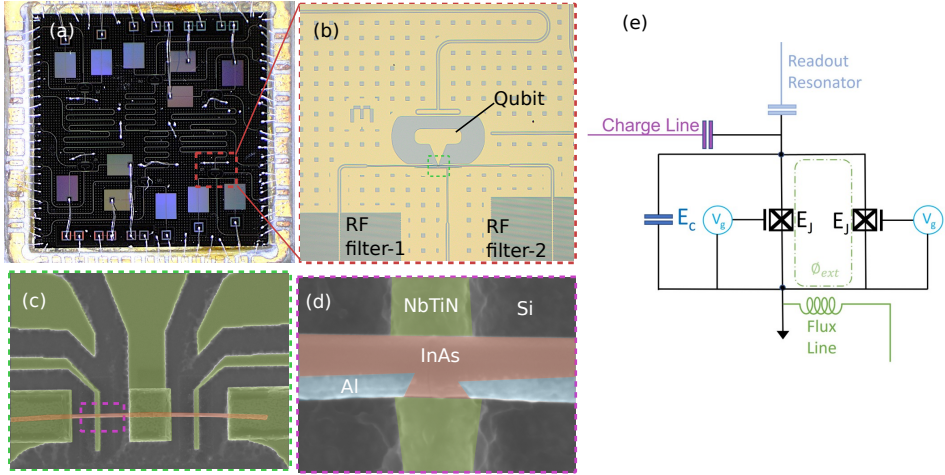 (a)
(b)
Qubit
RF
filter-1
RF
filter-2
(c)
(d)
NbTiN
Si
InAs
Al
(e)
Readout
Resonator
Charge Line
E_c
V_g
E_J
E_J
V_g
Ø_ext
Flux
Line